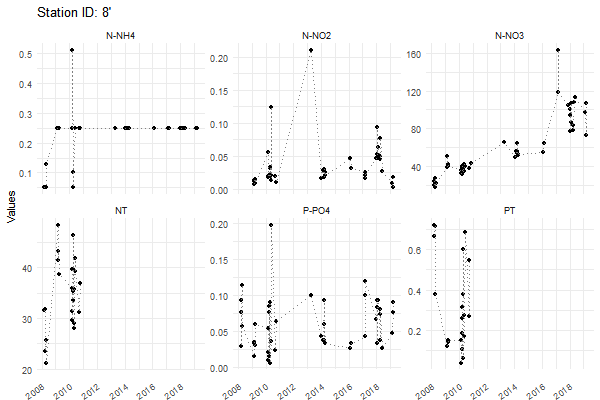 Station ID: 8'
N-NH4 N-NO2 N-NO3
0.5 0.4 0.3 0.2 0.1
0.20 0.15 0.10 0.05 0.00
160 120 80 40
Values
NT P-PO4 PT
40 30 20
0.20 0.15 0.10 0.05 0.00
0.6 0.4 0.2
2008 2010 2012 2014 2016 2018 2008 2010 2012 2014 2016 2018 2008 2010 2012 2014 2016 2018